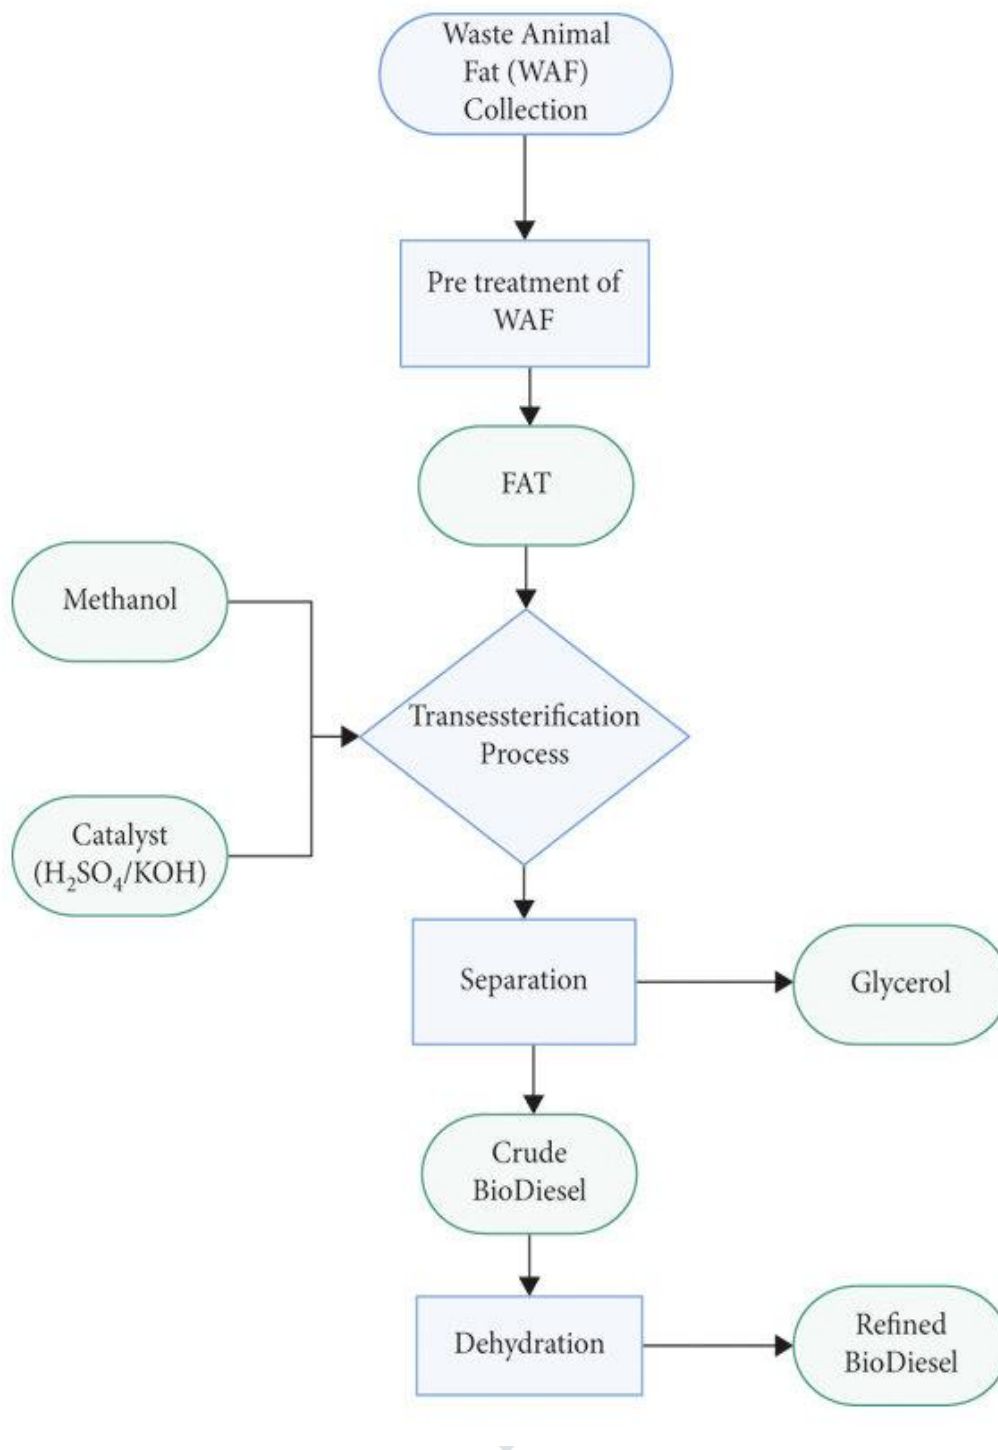 Waste Animal
Fat (WAF)
Collection
Pre treatment of
WAF
FAT
Methanol
Transessterification
Process
Catalyst
(H₂SO₄/KOH)
Separation
Glycerol
Crude
BioDiesel
Dehydration
Refined
BioDiesel